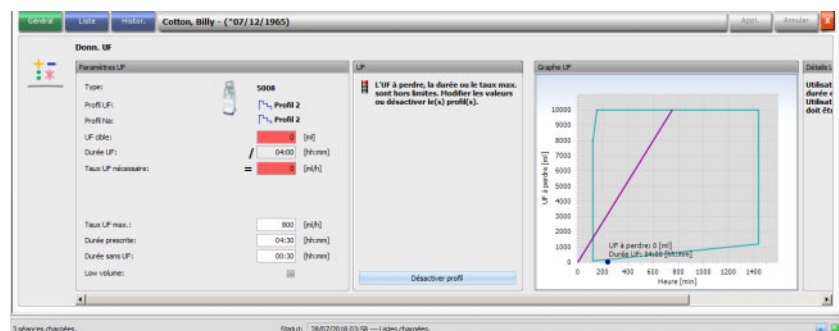 Général Liste Histor. Cotton, Billy - (*07/12/1965) Appl. Annuler X
Donn. UF
Paramètres UF
Type: 5008
Profil UF: Profil 2
Profil Na: Profil 2
UF cible: 0 [ml]
Durée UF: / 04:00 [hh:mm]
Taux UF nécessaire: = 0 [ml/h]
Taux UF max.: 800 [ml/h]
Durée prescrite: 04:30 [hh:mm]
Durée sans UF: 00:30 [hh:mm]
Low volume:
UF
L'UF à perdre, la durée ou le taux max.
sont hors limites. Modifier les valeurs
ou désactiver le(s) profil(s).
Désactiver profil
Graphe UF
UF à perdre [ml]
10000
9000
8000
7000
6000
5000
4000
3000
2000
1000
0
UF à perdre: 0 [ml]
Durée UF: 04:00 [hh:mm]
0 200 400 600 800 1000 1200 1400
Heure [min]
Détails U
Utilisat
durée e
Utilisat
doit êtr
3 séances chargées. Statut: 28/07/2018 03:58 — Listes chargées.